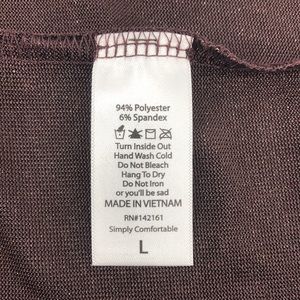 94% Polyester
6% Spandex
Turn Inside Out
Hand Wash Cold
Do Not Bleach
Hang To Dry
Do Not Iron
or you'll be sad
MADE IN VIETNAM
RN#142161
Simply Comfortable
L